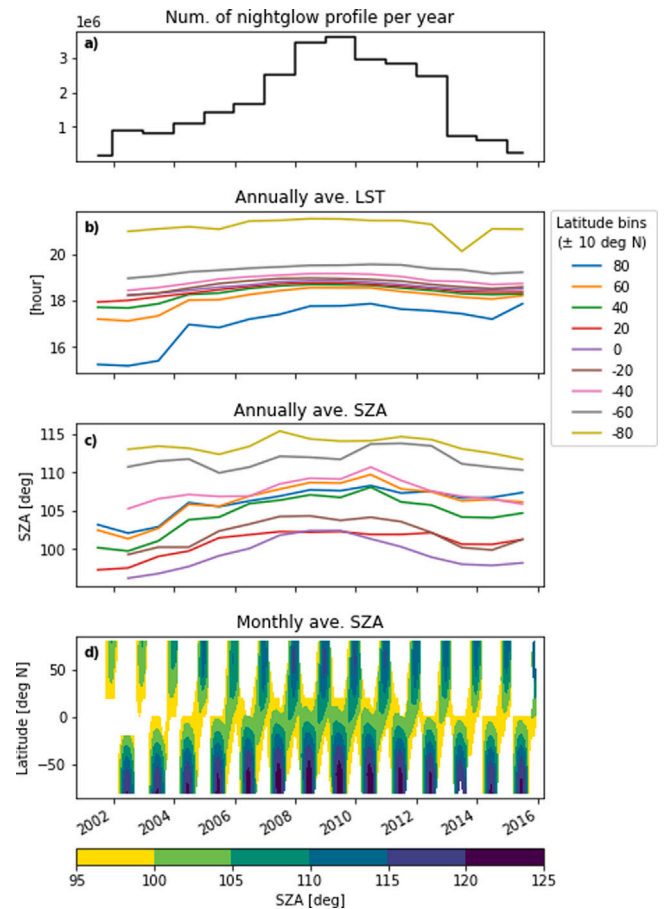 Num. of nightglow profile per year
1e6
a)
3
2
1
Annually ave. LST
b)
20
18
16
[hour]
Latitude bins
(± 10 deg N)
80
60
40
20
0
-20
-40
-60
-80
Annually ave. SZA
c)
115
110
105
100
SZA [deg]
Monthly ave. SZA
d)
50
0
−50
Latitude [deg N]
2002 2004 2006 2008 2010 2012 2014 2016
95 100 105 110 115 120 125
SZA [deg]